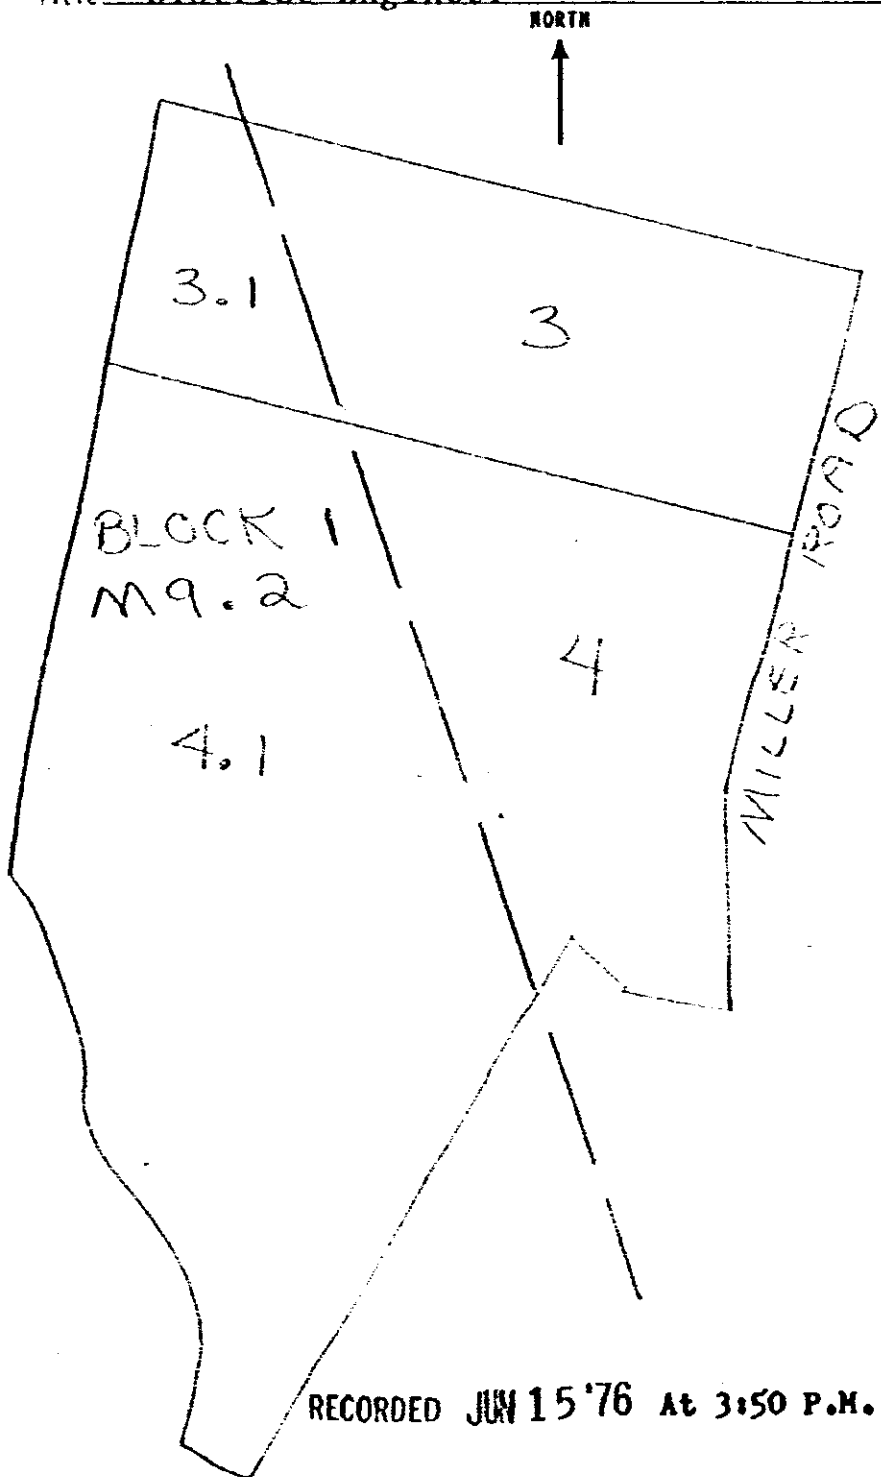 NORTH
3.1
3
BLOCK 1
M9.2
4
4.1
MILLER ROAD
RECORDED JUN 15 '76 At 3:50 P.M.